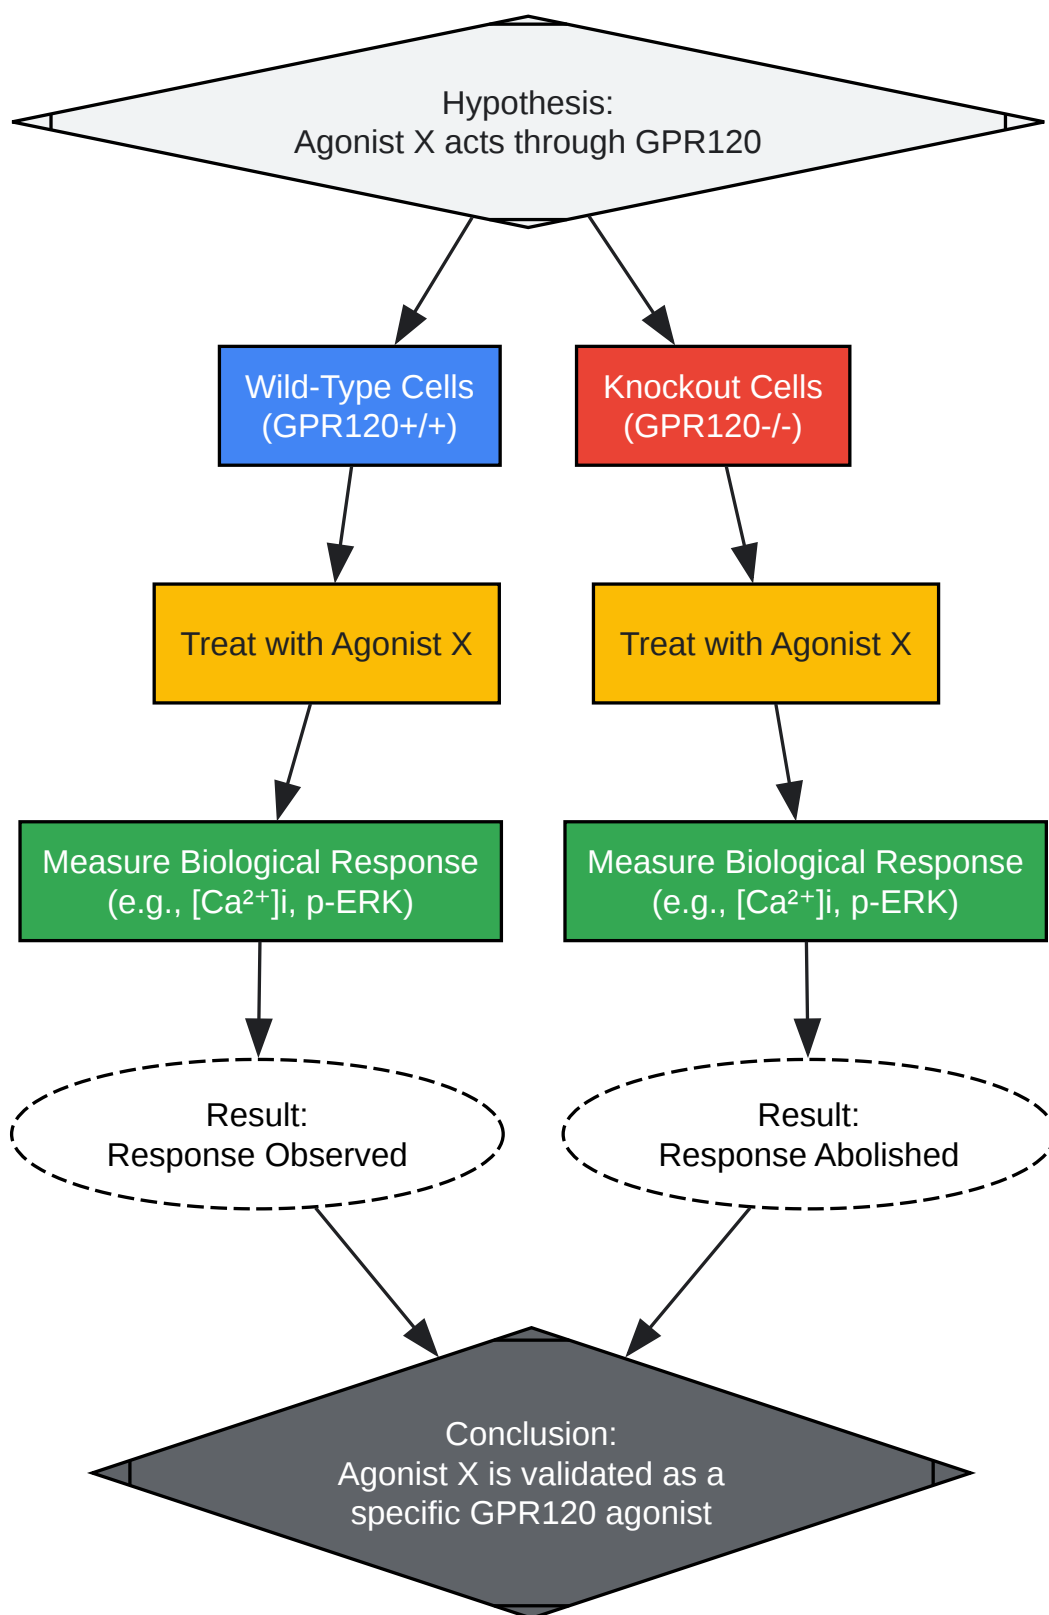 Hypothesis:
Agonist X acts through GPR120
Wild-Type Cells
(GPR120+/+)
Knockout Cells
(GPR120-/-)
Treat with Agonist X
Treat with Agonist X
Measure Biological Response
(e.g., [Ca²⁺]i, p-ERK)
Measure Biological Response
(e.g., [Ca²⁺]i, p-ERK)
Result:
Response Observed
Result:
Response Abolished
Conclusion:
Agonist X is validated as a
specific GPR120 agonist